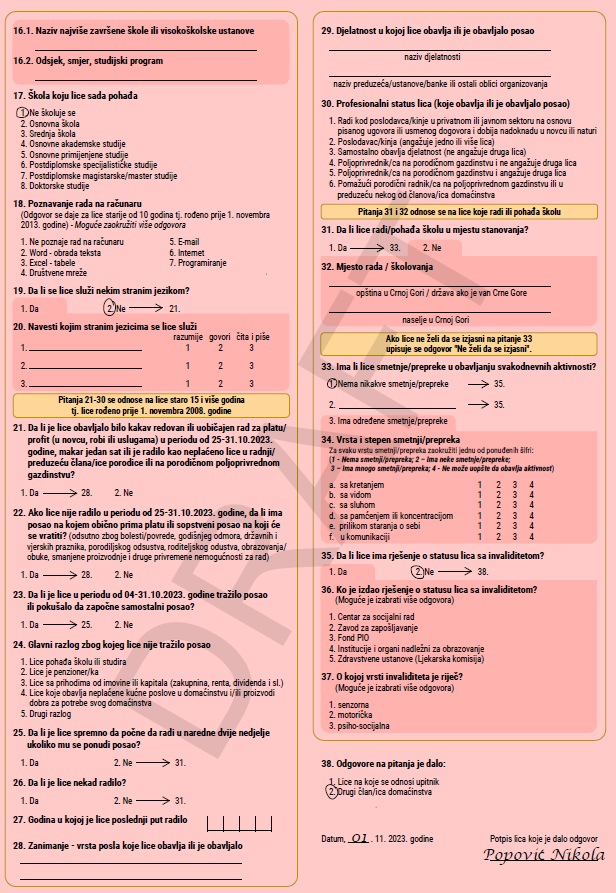 16.1. Naziv najviše završene škole ili visokoškolske ustanove
16.2. Odsjek, smjer, studijski program
17. Škola koju lice sada pohađa
1. Ne školuje se
2. Osnovna škola
3. Srednja škola
4. Osnovne akademske studije
5. Osnovne primijenjene studije
6. Postdiplomske specijalističke studije
7. Postdiplomske magistarske/master studije
8. Doktorske studije
18. Poznavanje rada na računaru
(Odgovor se daje za lice starije od 10 godina tj. rođeno prije 1. novembra
2013. godine) - Moguće zaokružiti više odgovora
1. Ne poznaje rad na računaru
2. Word - obrada teksta
3. Excel - tabele
4. Društvene mreže
5. E-mail
6. Internet
7. Programiranje
19. Da li se lice služi nekim stranim jezikom?
1. Da 2. Ne 21.
20. Navesti kojim stranim jezicima se lice služi
razumije govori čita i piše
1. 1 2 3
2. 1 2 3
3. 1 2 3
Pitanja 21-30 se odnose na lice staro 15 i više godina
tj. lice rođeno prije 1. novembra 2008. godine
21. Da li je lice obavljalo bilo kakav redovan ili uobičajen rad za platu/
profit (u novcu, robi ili uslugama) u periodu od 25-31.10.2023.
godine, makar jedan sat ili je radilo kao neplaćeno lice u radnji/
preduzeću člana/ice porodice ili na porodičnom poljoprivrednom
gazdinstvu?
1. Da 28. 2. Ne
22. Ako lice nije radilo u periodu od 25-31.10.2023. godine, da li ima
posao na kojem obično prima platu ili sopstveni posao na koji će
se vratiti? (odsutno zbog bolesti/povrede, godišnjeg odmora, državnih i
vjerskih praznika, porodiljskog odsustva, roditeljskog odustva, obrazovanja/
obuke, smanjene proizvodnje i druge privremene nemogućnosti za rad)
1. Da 28. 2. Ne
23. Da li je lice u periodu od 04-31.10.2023. godine tražilo posao
ili pokušalo da započne samostalni posao?
1. Da 25. 2. Ne
24. Glavni razlog zbog kojeg lice nije tražilo posao
1. Lice pohađa školu ili studira
2. Lice je penzioner/ka
3. Lice sa prihodima od imovine ili kapitala (zakupnina, renta, dividenda i sl.)
4. Lice koje obavlja neplaćene kućne poslove u domaćinstvu i/ili proizvodi
dobra za potrebe svog domaćinstva
5. Drugi razlog
25. Da li je lice spremno da počne da radi u naredne dvije nedjelje
ukoliko mu se ponudi posao?
1. Da 2. Ne 31.
26. Da li je lice nekad radilo?
1. Da 2. Ne 31.
27. Godina u kojoj je lice poslednji put radilo
28. Zanimanje - vrsta posla koje lice obavlja ili je obavljalo
29. Djelatnost u kojoj lice obavlja ili je obavljalo posao
naziv djelatnosti
naziv preduzeća/ustanove/banke ili ostali oblici organizovanja
30. Profesionalni status lica (koje obavlja ili je obavljalo posao)
1. Radi kod poslodavca/kinje u privatnom ili javnom sektoru na osnovu
pisanog ugovora ili usmenog dogovora i dobija nadoknadu u novcu ili naturi
2. Poslodavac/kinja (angažuje jedno ili više lica)
3. Samostalno obavlja djelatnost (ne angažuje druga lica)
4. Poljoprivrednik/ca na porodičnom gazdinstvu i ne angažuje druga lica
5. Poljoprivrednik/ca na porodičnom gazdinstvu i angažuje druga lica
6. Pomažući porodični radnik/ca na poljoprivrednom gazdinstvu ili u
preduzeću nekog od članova/ica domaćinstva
Pitanja 31 i 32 odnose se na lice koje radi ili pohađa školu
31. Da li lice radi/pohađa školu u mjestu stanovanja?
1. Da 33. 2. Ne
32. Mjesto rada / školovanja
opština u Crnoj Gori / država ako je van Crne Gore
naselje u Crnoj Gori
Ako lice ne želi da se izjasni na pitanje 33
upisuje se odgovor "Ne želi da se izjasni".
33. Ima li lice smetnje/prepreke u obavljanju svakodnevnih aktivnosti?
1. Nema nikakve smetnje/prepreke 35.
2. 35.
3. Ima određene smetnje/prepreke
34. Vrsta i stepen smetnji/prepreka
Za svaku vrstu smetnji/prepreka zaokružiti jednu od ponuđenih šifri:
(1 - Nema smetnji/prepreka; 2 – Ima neke smetnje/prepreke;
3 – Ima mnogo smetnji/prepreka; 4 - Ne može uopšte da obavlja aktivnost)
a. sa kretanjem 1 2 3 4
b. sa vidom 1 2 3 4
c. sa sluhom 1 2 3 4
d. sa pamćenjem ili koncentracijom 1 2 3 4
e. prilikom staranja o sebi 1 2 3 4
f. u komunikaciji 1 2 3 4
35. Da li lice ima rješenje o statusu lica sa invaliditetom?
1. Da 2. Ne 38.
36. Ko je izdao rješenje o statusu lica sa invaliditetom?
(Moguće je izabrati više odgovora)
1. Centar za socijalni rad
2. Zavod za zapošljavanje
3. Fond PIO
4. Institucije i organi nadležni za obrazovanje
5. Zdravstvene ustanove (Ljekarska komisija)
37. O kojoj vrsti invaliditeta je riječ?
(Moguće je izabrati više odgovora)
1. senzorna
2. motorička
3. psiho-socijalna
38. Odgovore na pitanja je dalo:
1. Lice na koje se odnosi upitnik
2. Drugi član/ica domaćinstva
Datum, 01 . 11. 2023. godine
Potpis lica koje je dalo odgovor
Popović Nikola
DRAFT